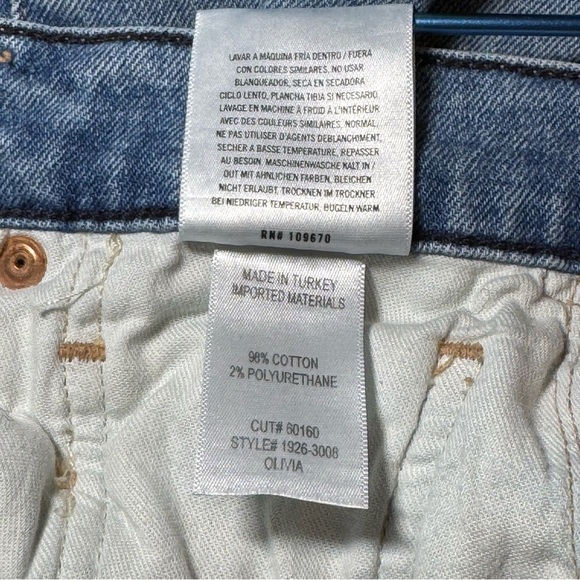 LAVAR A MÁQUINA FRÍA DENTRO / FUERA
CON COLORES SIMILARES, NO USAR
BLANQUEADOR, SECA EN SECADORA
CICLO LENTO, PLANCHA TIBIA SI NECESARIO.
LAVAGE EN MACHINE À FROID À L'INTÉRIEUR
AVEC DES COULEURS SIMILAIRES, NORMAL,
NE PAS UTILISER D'AGENTS DEBLANCHIMENT,
SECHER A BASSE TEMPERATURE, REPASSER
AU BESOIN. MASCHINENWASCHE KALT IN /
OUT MIT AHNLICHEN FARBEN, BLEICHEN
NICHT ERLAUBT, TROCKNEN IM TROCKNER
BEI NIEDRIGER TEMPERATUR, BUGELN WARM.
RN# 109670
MADE IN TURKEY
IMPORTED MATERIALS
98% COTTON
2% POLYURETHANE
CUT# 60160
STYLE# 1926-3008
OLIVIA